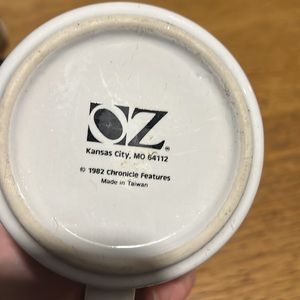 OZ®
Kansas City, MO 64112
© 1982 Chronicle Features
Made in Taiwan